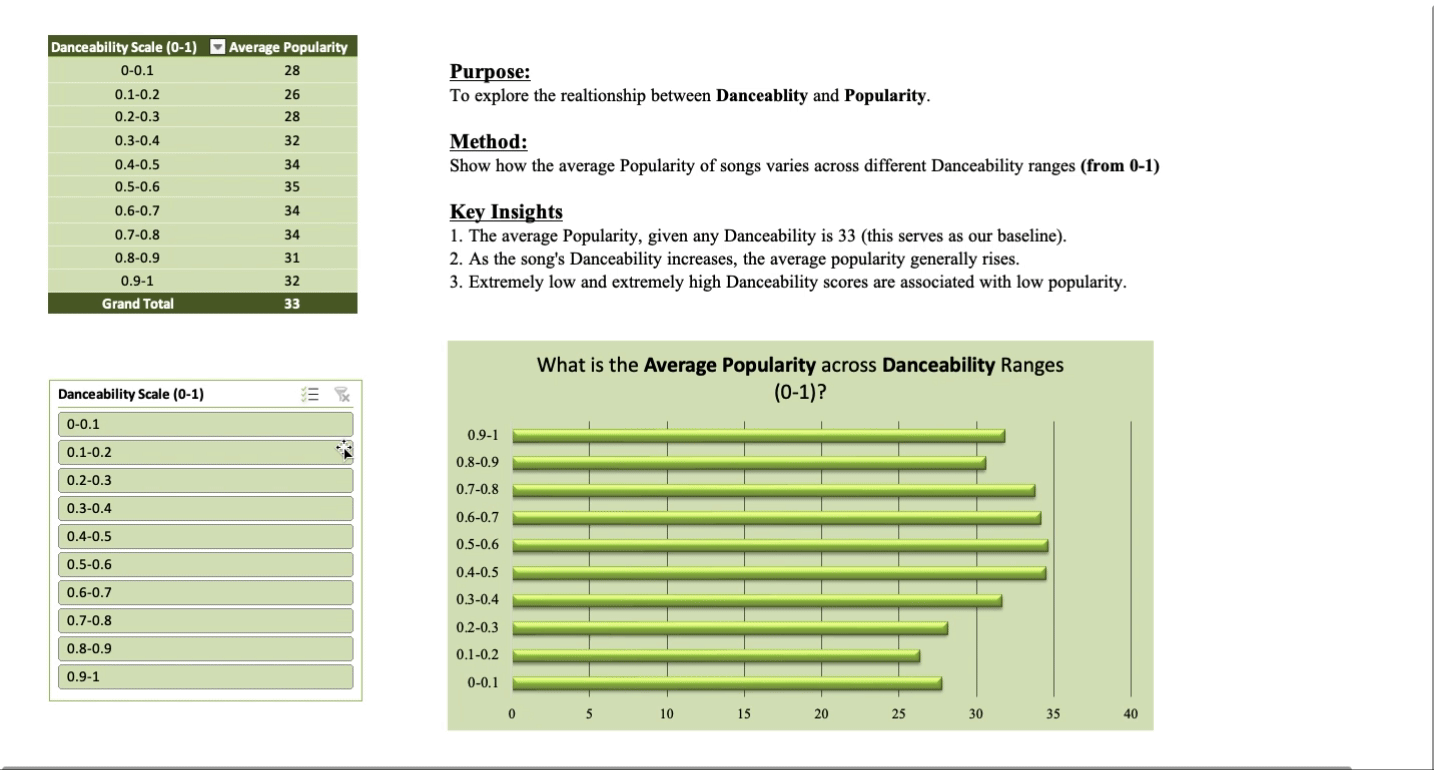 Danceability Scale (0-1) Average Popularity
0-0.1 28
0.1-0.2 26
0.2-0.3 28
0.3-0.4 32
0.4-0.5 34
0.5-0.6 35
0.6-0.7 34
0.7-0.8 34
0.8-0.9 31
0.9-1 32
Grand Total 33
Purpose:
To explore the realtionship between Danceablity and Popularity.
Method:
Show how the average Popularity of songs varies across different Danceability ranges (from 0-1)
Key Insights
1. The average Popularity, given any Danceability is 33 (this serves as our baseline).
2. As the song's Danceability increases, the average popularity generally rises.
3. Extremely low and extremely high Danceability scores are associated with low popularity.
Danceability Scale (0-1)
0-0.1
0.1-0.2
0.2-0.3
0.3-0.4
0.4-0.5
0.5-0.6
0.6-0.7
0.7-0.8
0.8-0.9
0.9-1
What is the Average Popularity across Danceability Ranges
(0-1)?
0.9-1
0.8-0.9
0.7-0.8
0.6-0.7
0.5-0.6
0.4-0.5
0.3-0.4
0.2-0.3
0.1-0.2
0-0.1
0 5 10 15 20 25 30 35 40